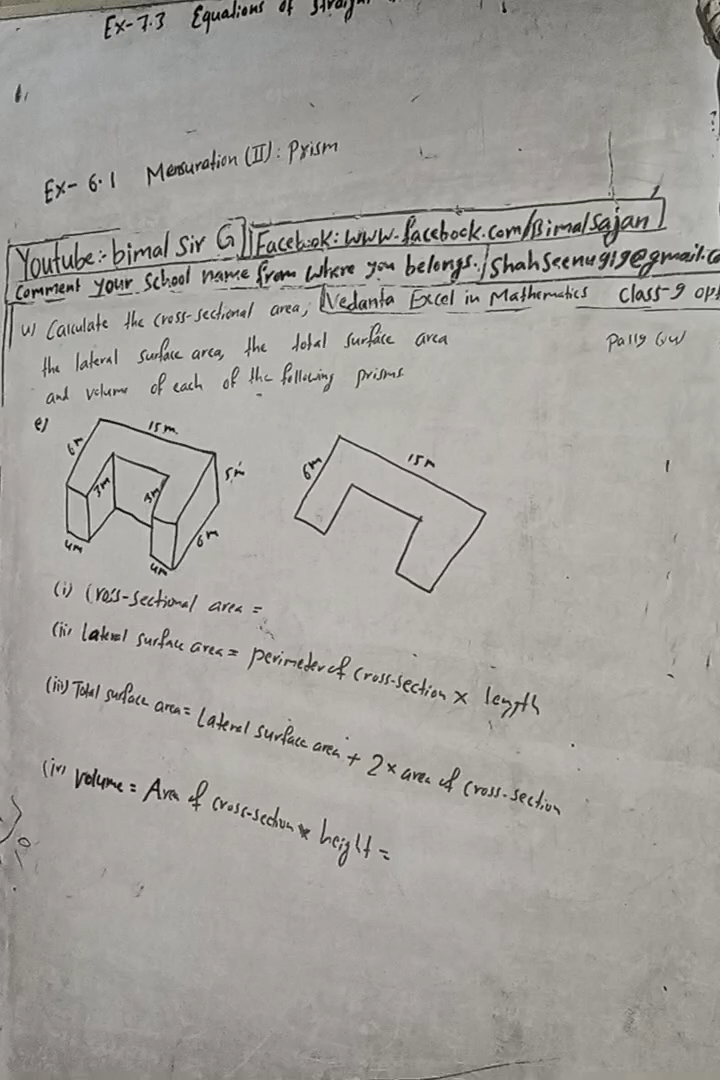 Ex-7.3 Equations of
Ex- 6.1 Mensuration (II): Prism
Youtube:- bimal Sir G Facebook: www.facebook.com/Bimalsajan
Comment your School name from where you belongs. / Shahseenu919@gmail.c
Vedanta Excel in Mathematics Class-9 opt
4) Calculate the cross-sectional area,
the lateral surface area, the total surface area
and volume of each of the following prisms.
e)
15m
6m
5m
3m
3m
6m
4m
4m
6m
15m
(i) Cross-sectional area =
(ii) Lateral surface area = perimeter of cross-section x length
(iii) Total surface area = Lateral surface area + 2 x area of cross-section
(iv) volume = Area of cross-section x height =